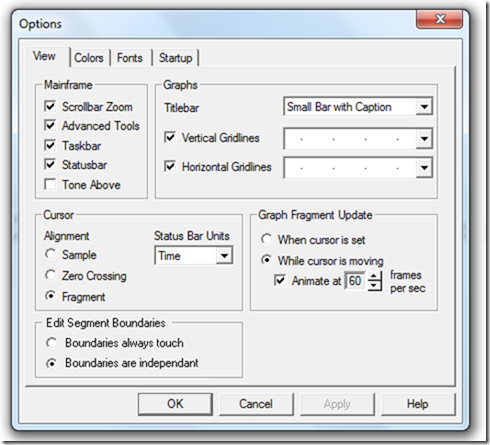 Options
View Colors Fonts Startup
Mainframe
Scrollbar Zoom
Advanced Tools
Taskbar
Statusbar
Tone Above
Graphs
Titlebar Small Bar with Caption
Vertical Gridlines
Horizontal Gridlines
Cursor
Alignment
Sample
Zero Crossing
Fragment
Status Bar Units
Time
Graph Fragment Update
When cursor is set
While cursor is moving
Animate at 60 frames
per sec
Edit Segment Boundaries
Boundaries always touch
Boundaries are independant
OK Cancel Apply Help